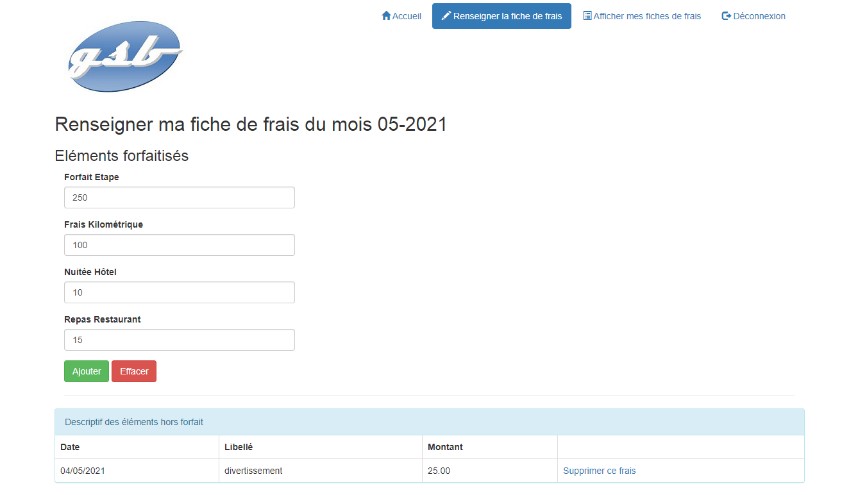 Accueil Renseigner la fiche de frais Afficher mes fiches de frais Déconnexion
gsb
Renseigner ma fiche de frais du mois 05-2021
Eléments forfaitisés
Forfait Etape
250
Frais Kilométrique
100
Nuitée Hôtel
10
Repas Restaurant
15
Ajouter Effacer
Descriptif des éléments hors forfait
Date Libellé Montant
04/05/2021 divertissement 25.00 Supprimer ce frais